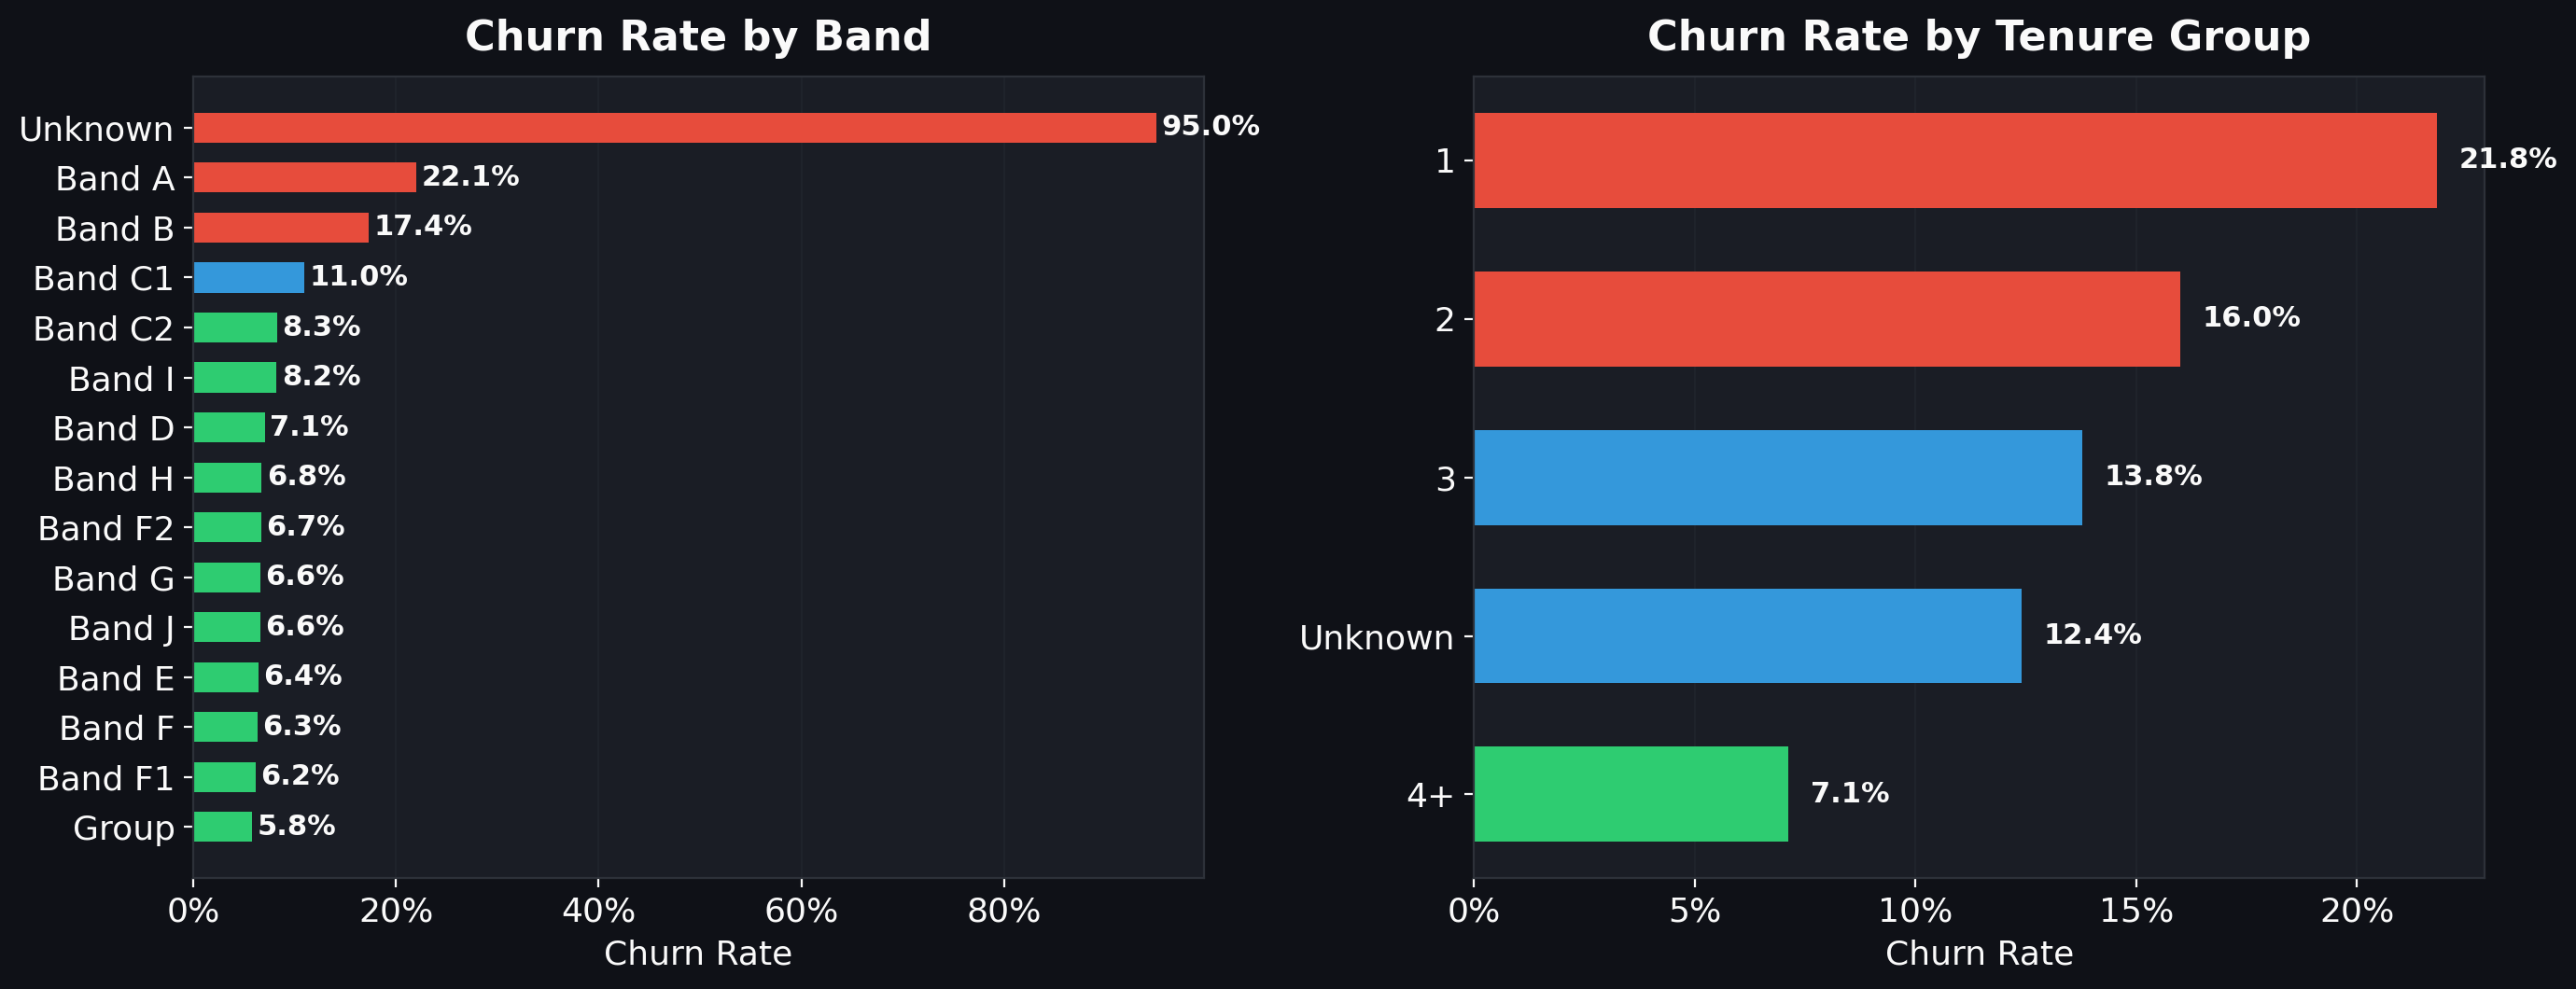 Churn Rate by Band
Unknown 95.0%
Band A 22.1%
Band B 17.4%
Band C1 11.0%
Band C2 8.3%
Band I 8.2%
Band D 7.1%
Band H 6.8%
Band F2 6.7%
Band G 6.6%
Band J 6.6%
Band E 6.4%
Band F 6.3%
Band F1 6.2%
Group 5.8%
0% 20% 40% 60% 80%
Churn Rate
Churn Rate by Tenure Group
1 21.8%
2 16.0%
3 13.8%
Unknown 12.4%
4+ 7.1%
0% 5% 10% 15% 20%
Churn Rate